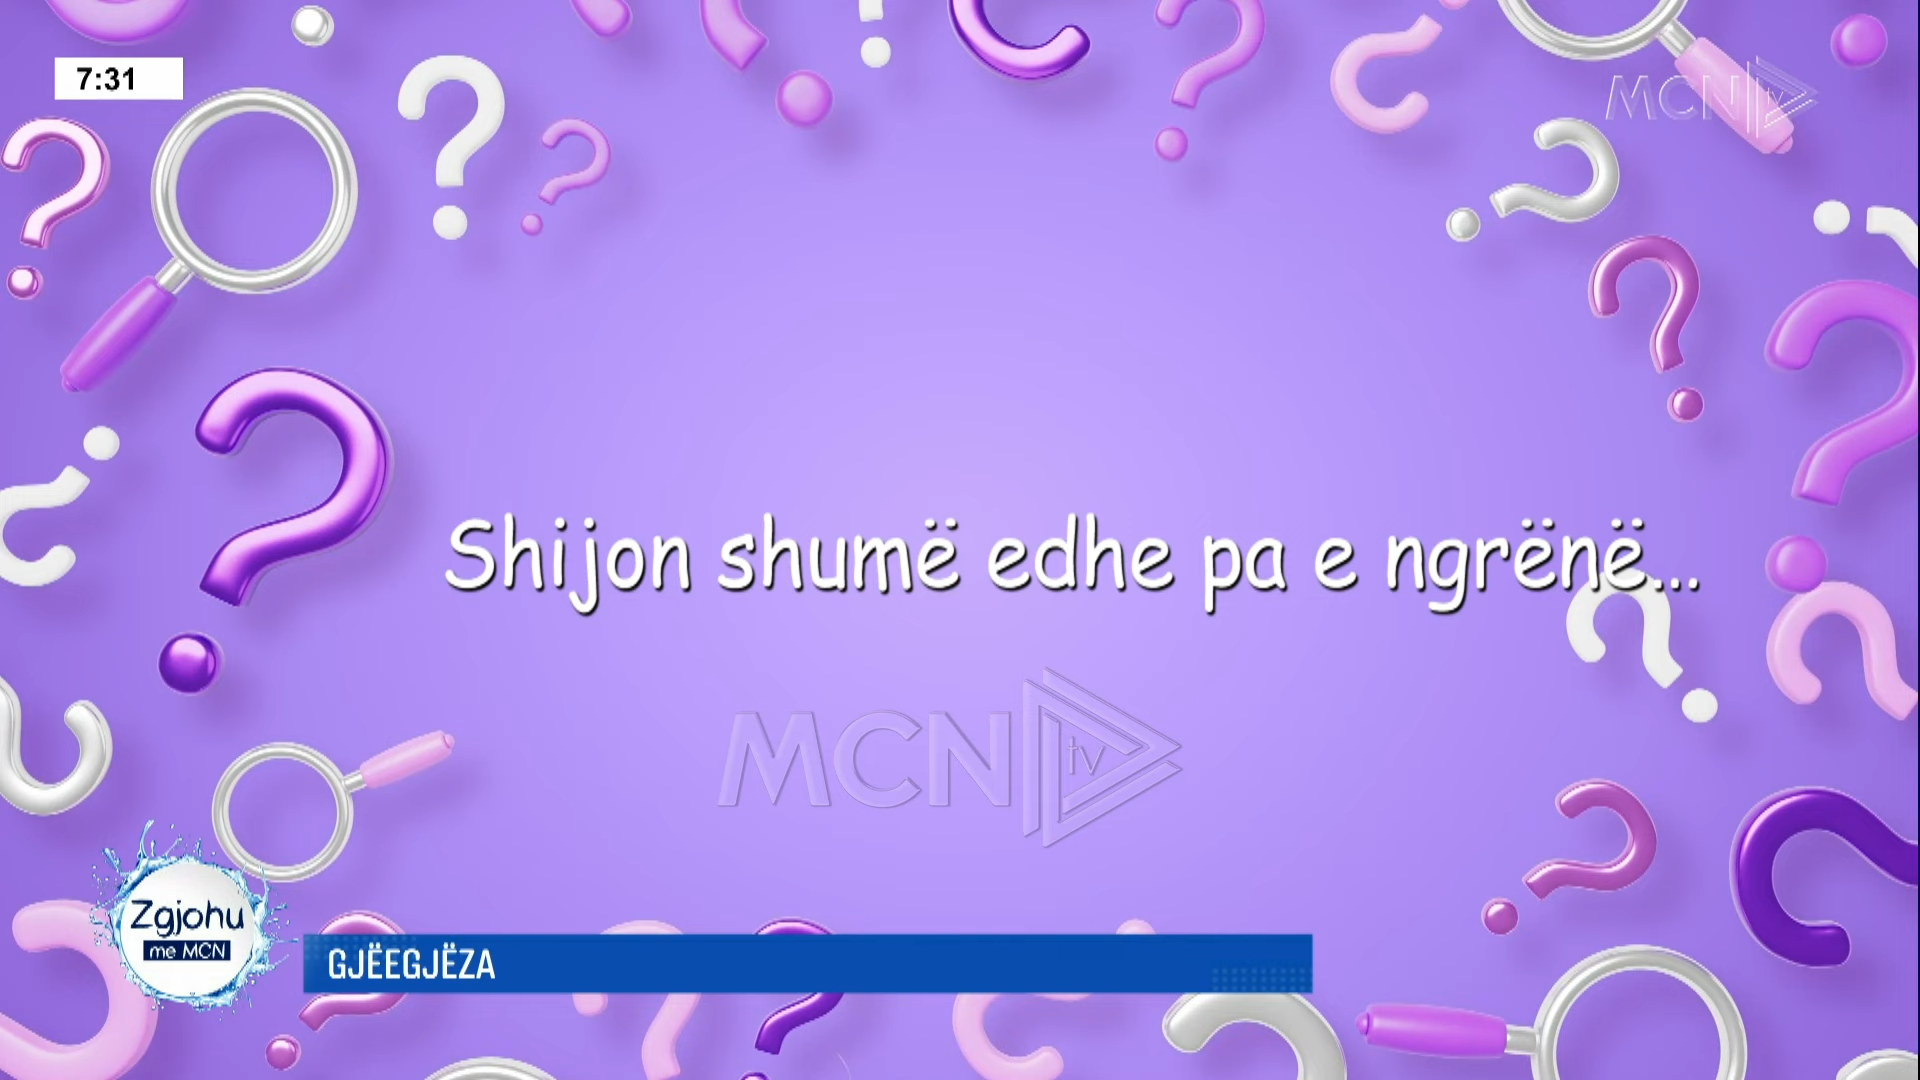 7:31
MCN tv
Shijon shumë edhe pa e ngrënë...
MCN tv
Zgjohu
me MCN
GJËEGJËZA